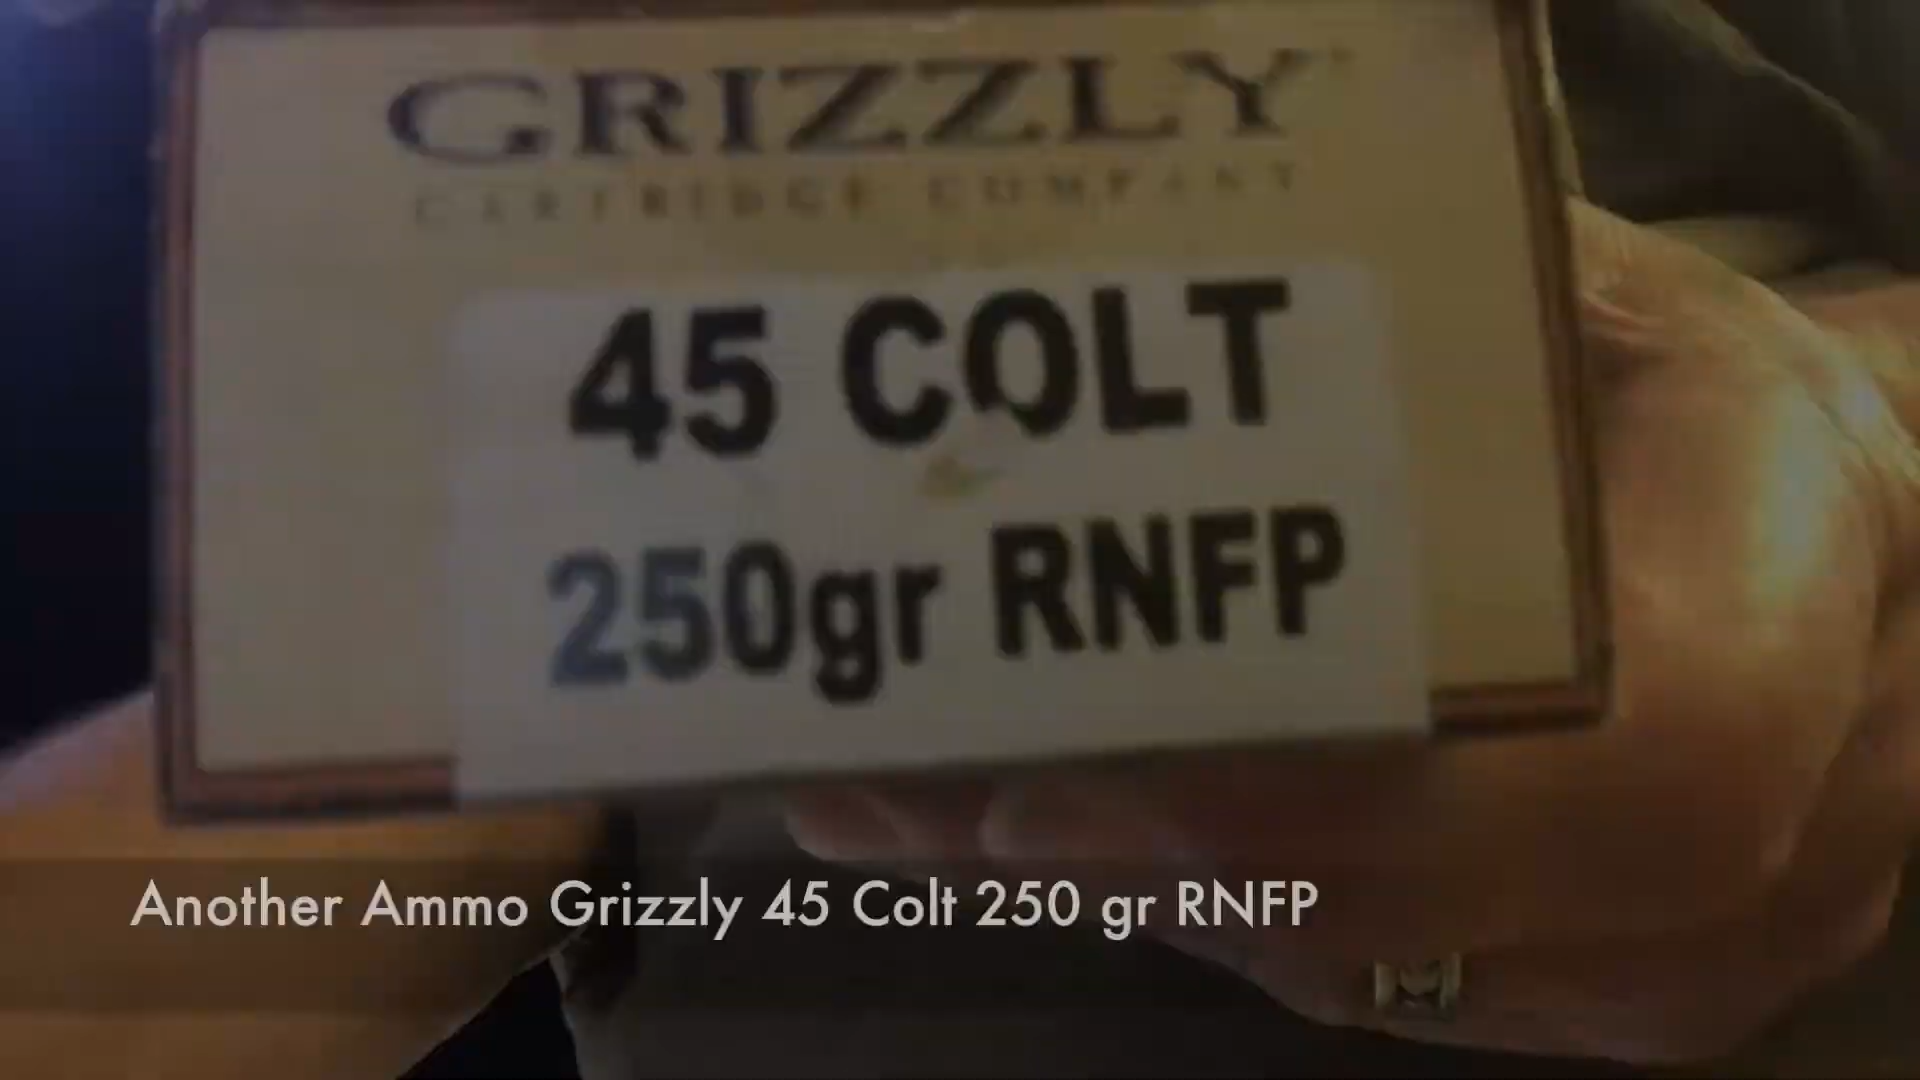 GRIZZLY
CARTRIDGE COMPANY
45 COLT
250gr RNFP
Another Ammo Grizzly 45 Colt 250 gr RNFP